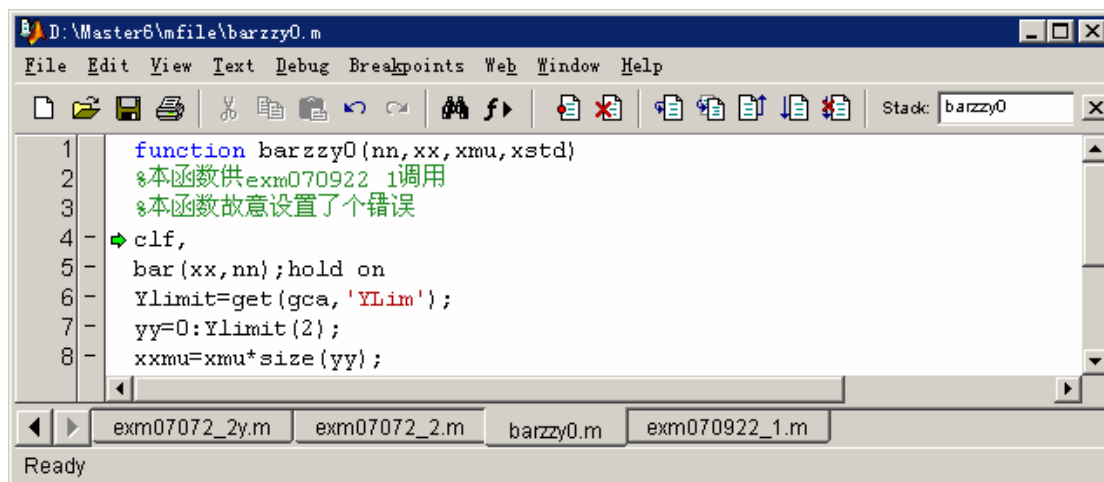 D:\Master6\mfile\barzzy0.m
File Edit View Text Debug Breakpoints Web Window Help
Stack: barzzy0
1 function barzzy0(nn,xx,xmu,xstd)
2 %本函数供exm070922_1调用
3 %本函数故意设置了个错误
4 - clf,
5 - bar(xx,nn);hold on
6 - Ylimit=get(gca,'YLim');
7 - yy=0:Ylimit(2);
8 - xxmu=xmu*size(yy);
exm07072_2y.m exm07072_2.m barzzy0.m exm070922_1.m
Ready